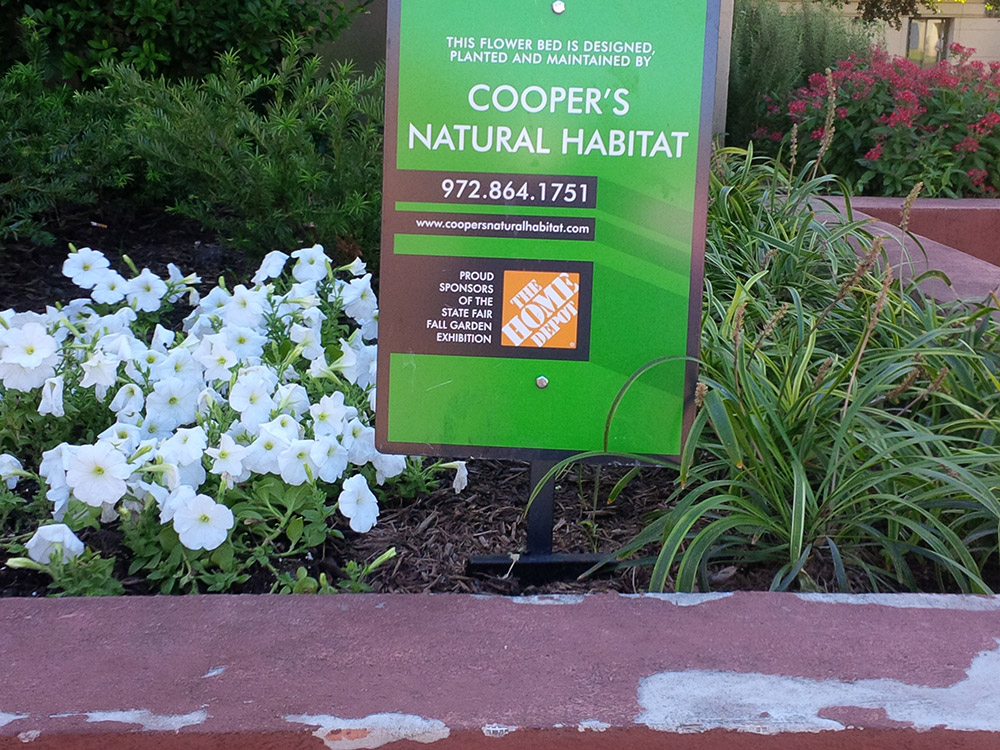 THIS FLOWER BED IS DESIGNED,
PLANTED AND MAINTAINED BY
COOPER'S
NATURAL HABITAT
972.864.1751
www.coopersnaturalhabitat.com
PROUD
SPONSORS
OF THE
STATE FAIR
FALL GARDEN
EXHIBITION
THE
HOME
DEPOT